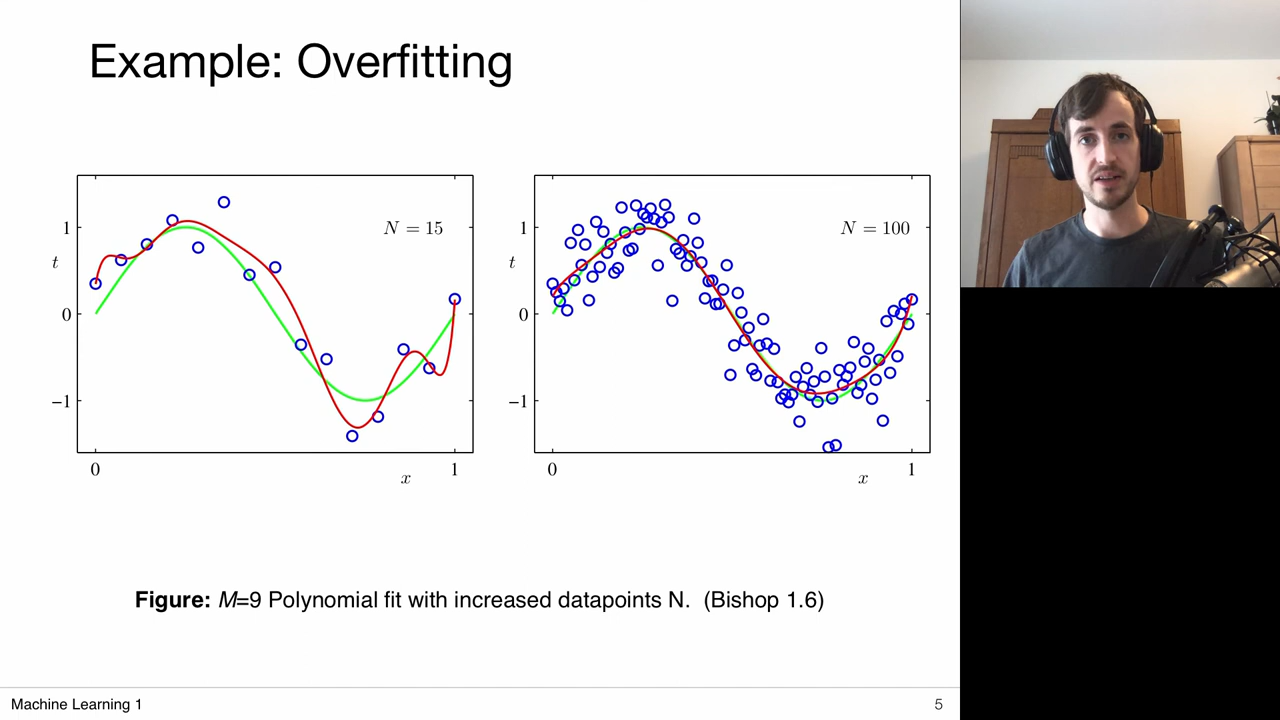 Example: Overfitting
N = 15
1
t
0
−1
0
x
1
N = 100
1
t
0
−1
0
x
1
Figure: M=9 Polynomial fit with increased datapoints N. (Bishop 1.6)
Machine Learning 1
5